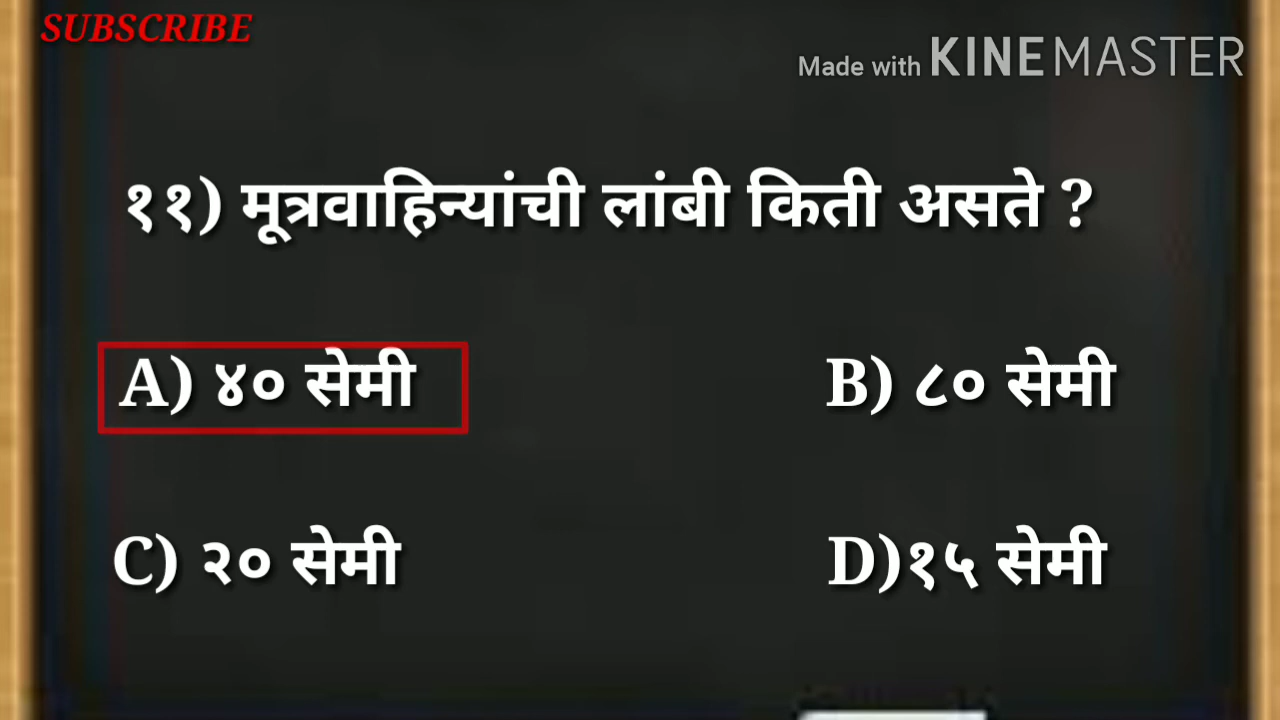 SUBSCRIBE
Made with KINEMASTER
११) मूत्रवाहिन्यांची लांबी किती असते ?
A) ४० सेमी
B) ८० सेमी
C) २० सेमी
D)१५ सेमी